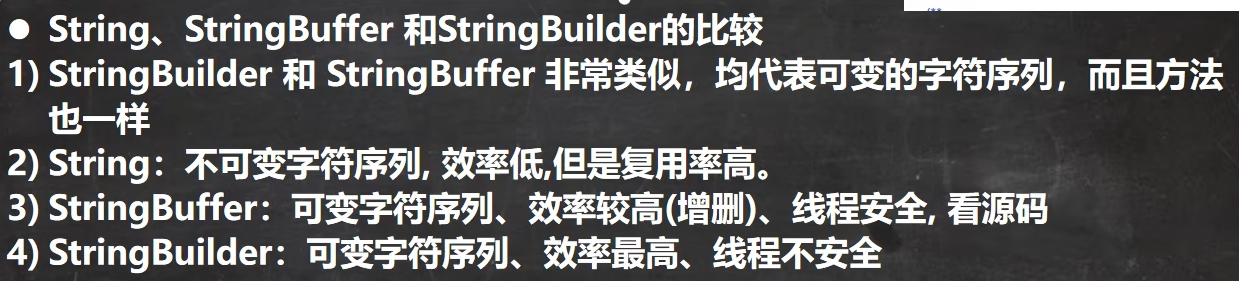 ● String、StringBuffer 和StringBuilder的比较
1) StringBuilder 和 StringBuffer 非常类似，均代表可变的字符序列，而且方法
也一样
2) String：不可变字符序列, 效率低,但是复用率高。
3) StringBuffer：可变字符序列、效率较高(增删)、线程安全, 看源码
4) StringBuilder：可变字符序列、效率最高、线程不安全